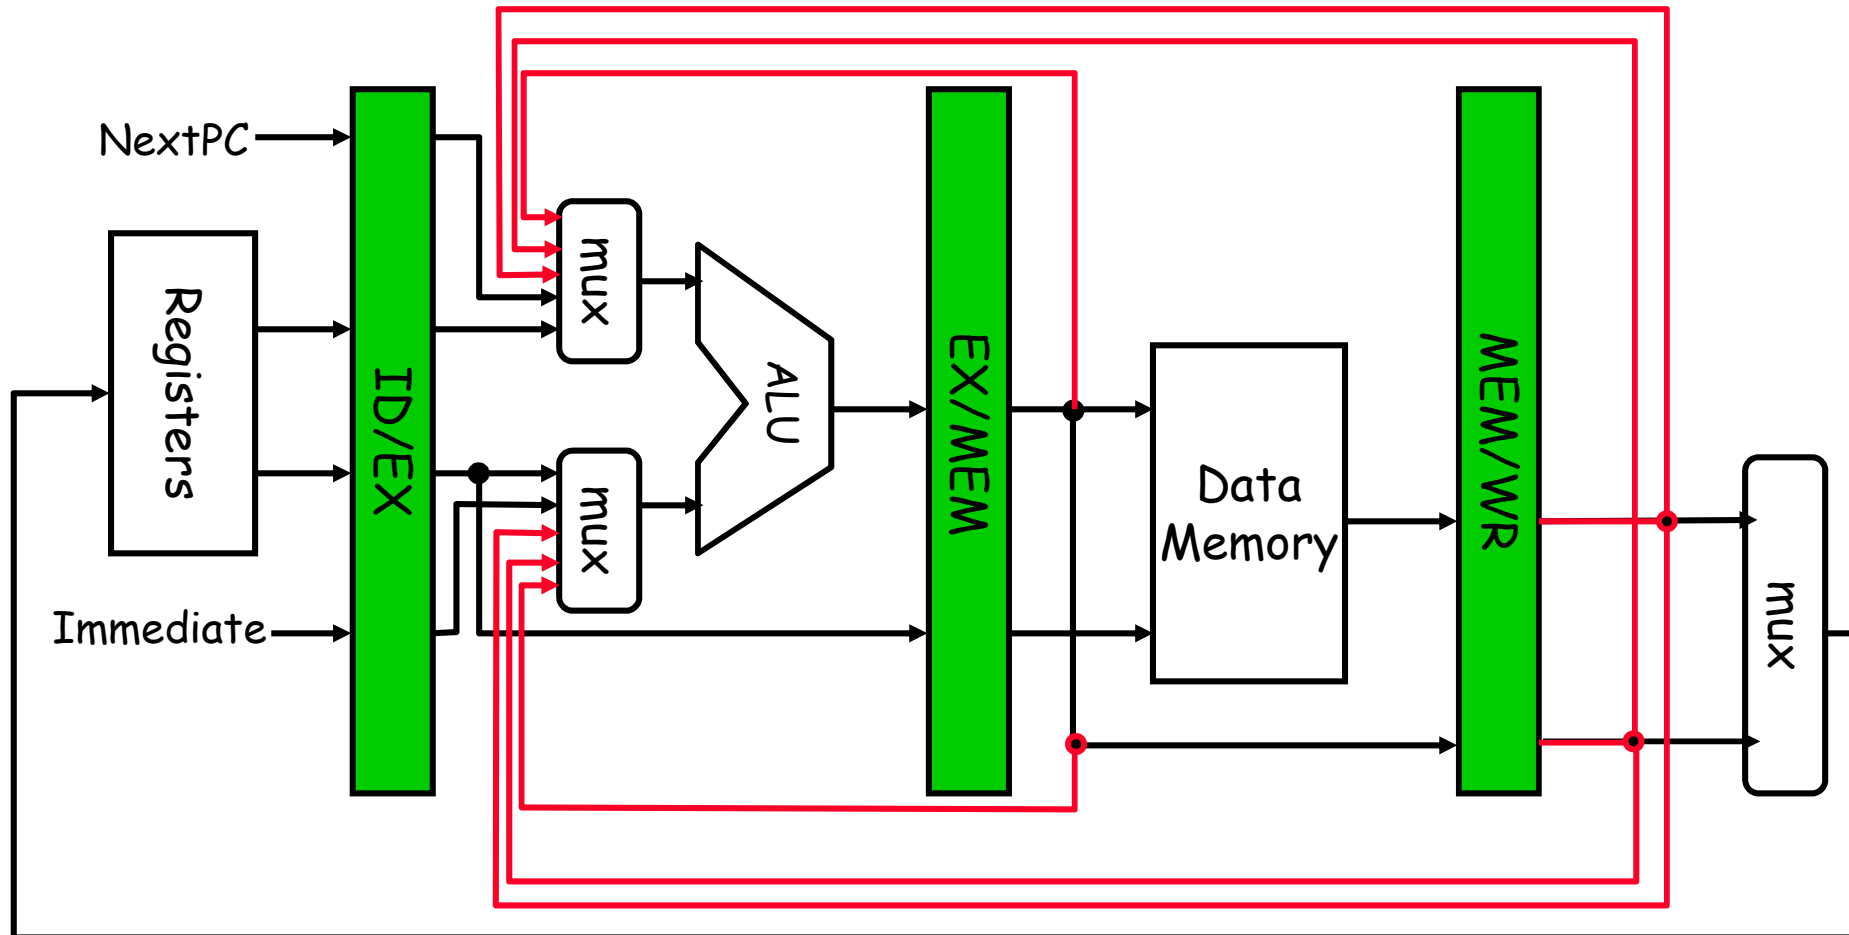 NextPC
Registers
Immediate
ID/EX
mux
mux
ALU
EX/MEM
Data
Memory
MEM/WR
mux